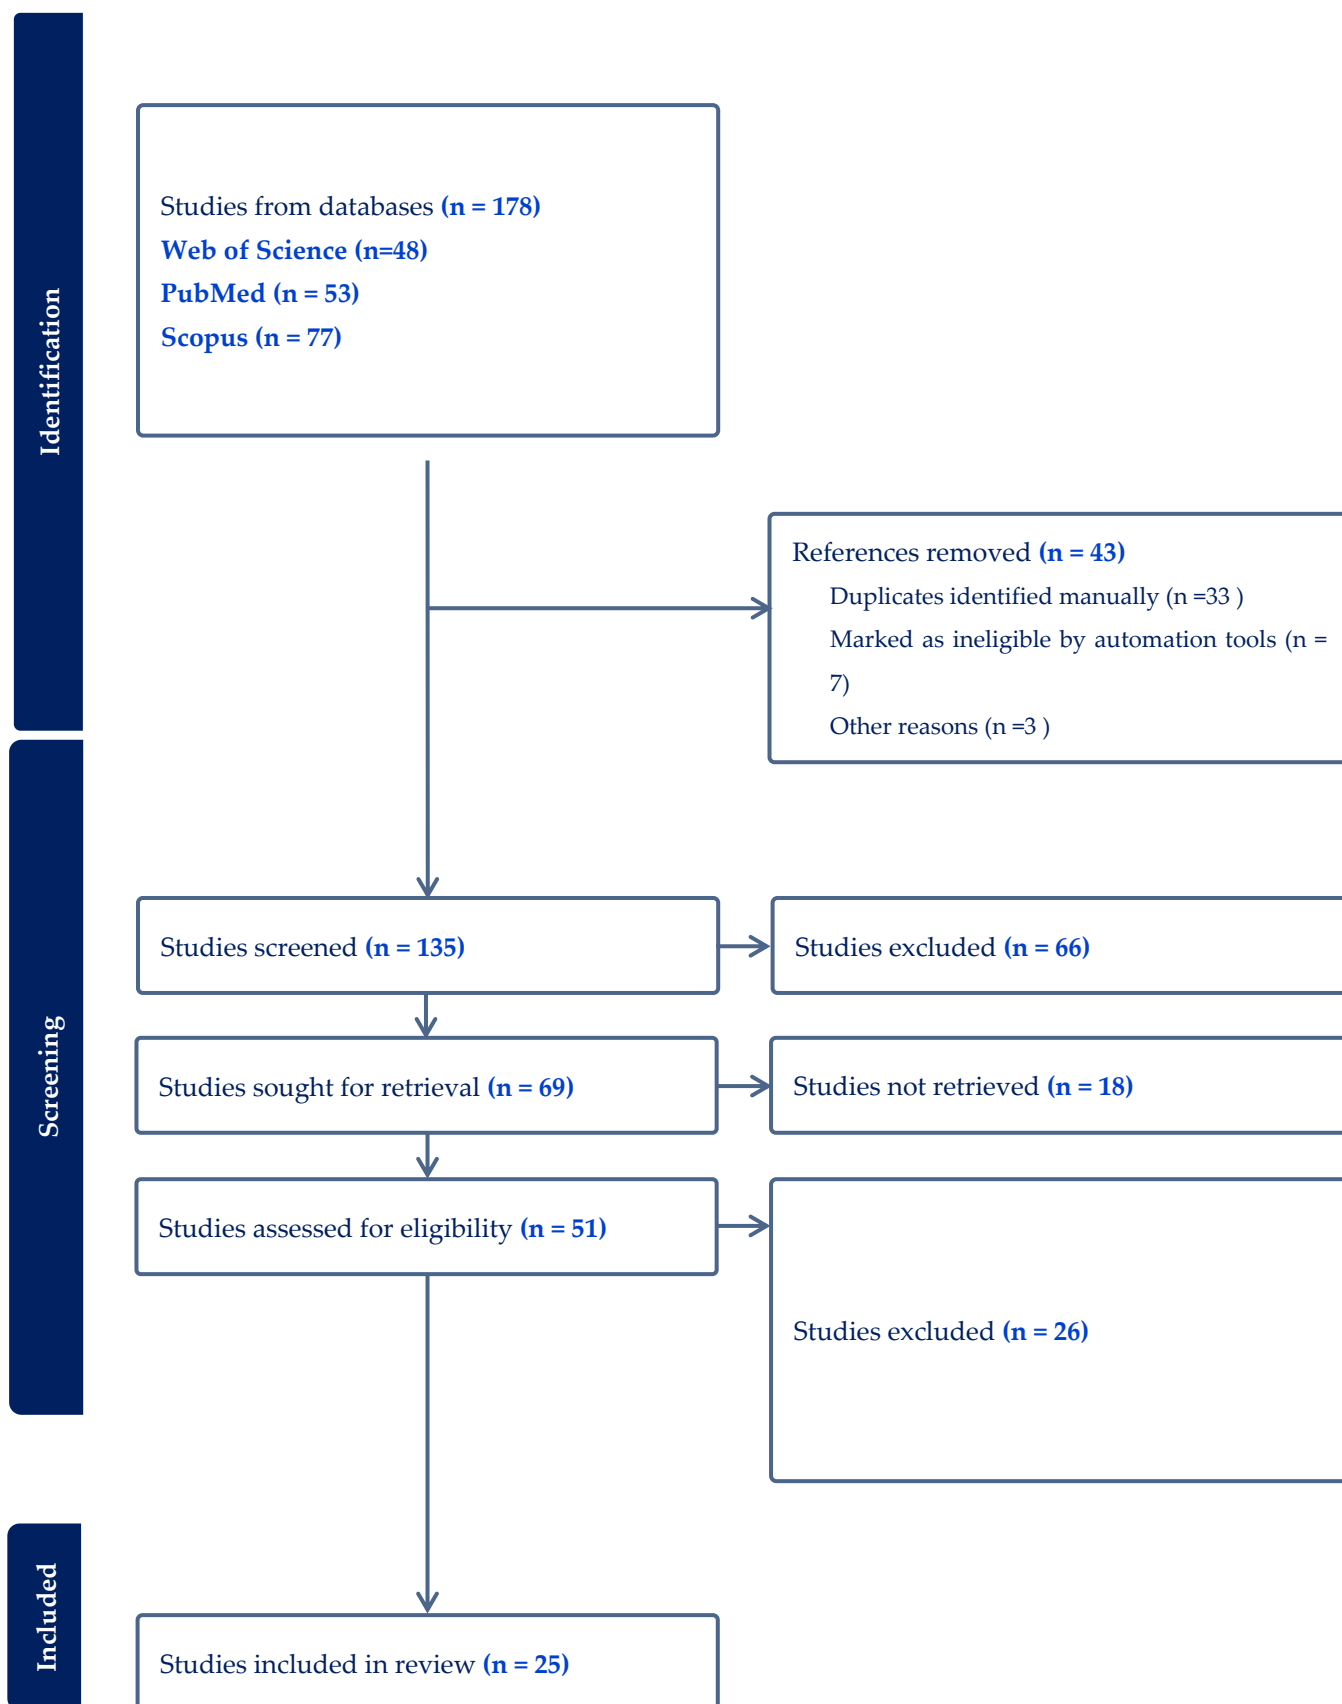 Identification
Studies from databases (n = 178)
Web of Science (n=48)
PubMed (n = 53)
Scopus (n = 77)
References removed (n = 43)
Duplicates identified manually (n =33 )
Marked as ineligible by automation tools (n =
7)
Other reasons (n =3 )
Screening
Studies screened (n = 135)
Studies excluded (n = 66)
Studies sought for retrieval (n = 69)
Studies not retrieved (n = 18)
Studies assessed for eligibility (n = 51)
Studies excluded (n = 26)
Included
Studies included in review (n = 25)